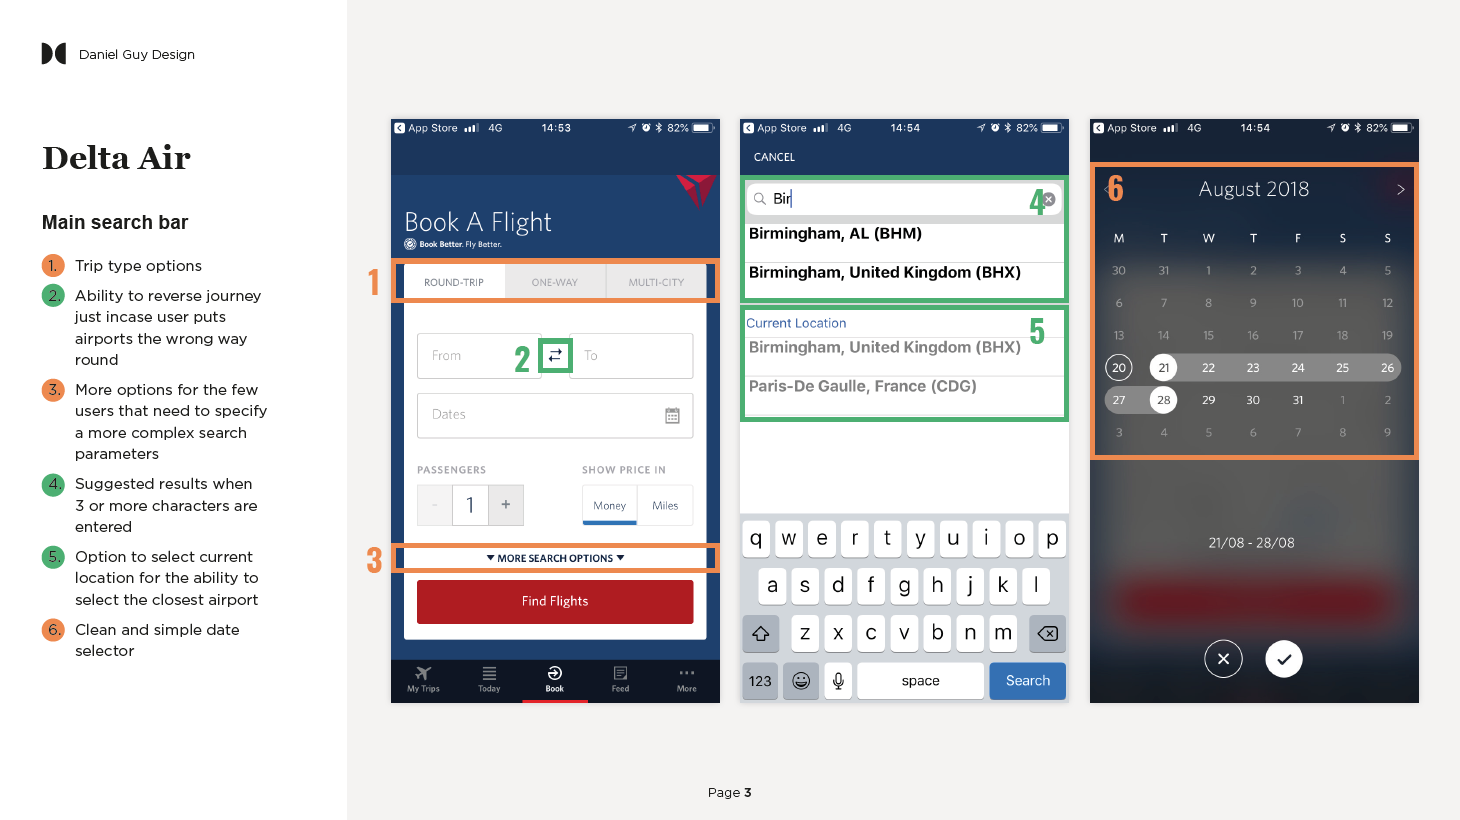 Daniel Guy Design
Delta Air
Main search bar
1. Trip type options
2. Ability to reverse journey
just incase user puts
airports the wrong way
round
3. More options for the few
users that need to specify
a more complex search
parameters
4. Suggested results when
3 or more characters are
entered
5. Option to select current
location for the ability to
select the closest airport
6. Clean and simple date
selector
App Store 4G 14:53 82%
Book A Flight
Book Better. Fly Better.
1
ROUND-TRIP ONE-WAY MULTI-CITY
From 2 To
Dates
PASSENGERS SHOW PRICE IN
- 1 + Money Miles
3
MORE SEARCH OPTIONS
Find Flights
My Trips Today Book Feed More
App Store 4G 14:54 82%
CANCEL
Bir 4
Birmingham, AL (BHM)
Birmingham, United Kingdom (BHX)
Current Location 5
Birmingham, United Kingdom (BHX)
Paris-De Gaulle, France (CDG)
q w e r t y u i o p
a s d f g h j k l
z x c v b n m
123 space Search
App Store 4G 14:54 82%
6 August 2018 >
M T W T F S S
30 31 1 2 3 4 5
6 7 8 9 10 11 12
13 14 15 16 17 18 19
20 21 22 23 24 25 26
27 28 29 30 31 1 2
3 4 5 6 7 8 9
21/08 - 28/08
Page 3